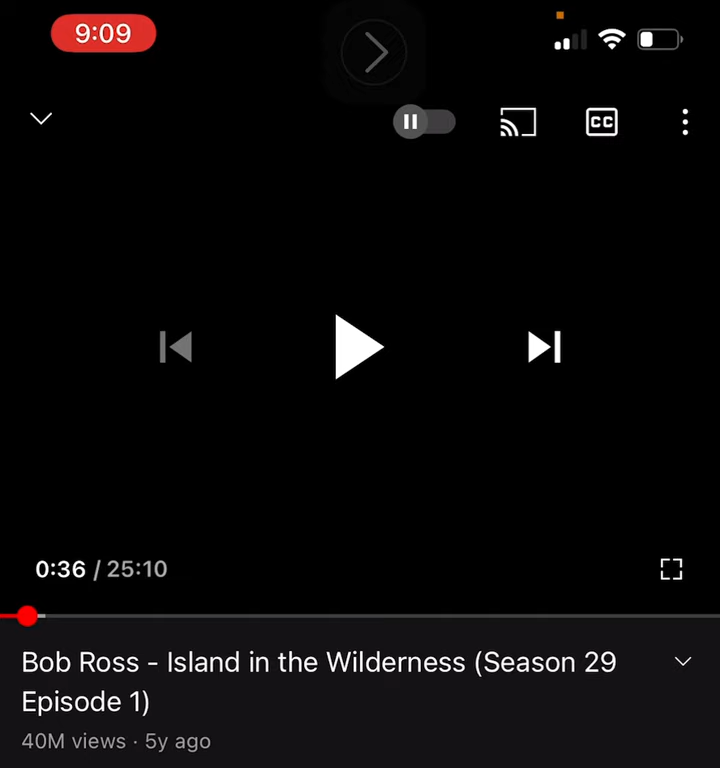 9:09
CC
0:36 / 25:10
Bob Ross - Island in the Wilderness (Season 29
Episode 1)
40M views · 5y ago